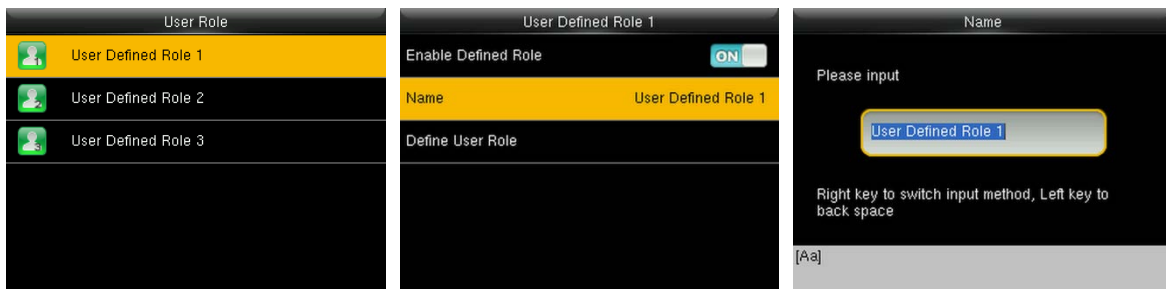 User Role
User Defined Role 1
User Defined Role 2
User Defined Role 3
User Defined Role 1
Enable Defined Role ON
Name User Defined Role 1
Define User Role
Name
Please input
User Defined Role 1
Right key to switch input method, Left key to
back space
[Aa]